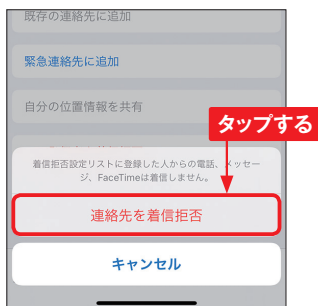 既存の連絡先に追加
緊急連絡先に追加
自分の位置情報を共有
タップする
着信拒否設定リストに登録した人からの電話、メッセー
ジ、FaceTimeは着信しません。
連絡先を着信拒否
キャンセル